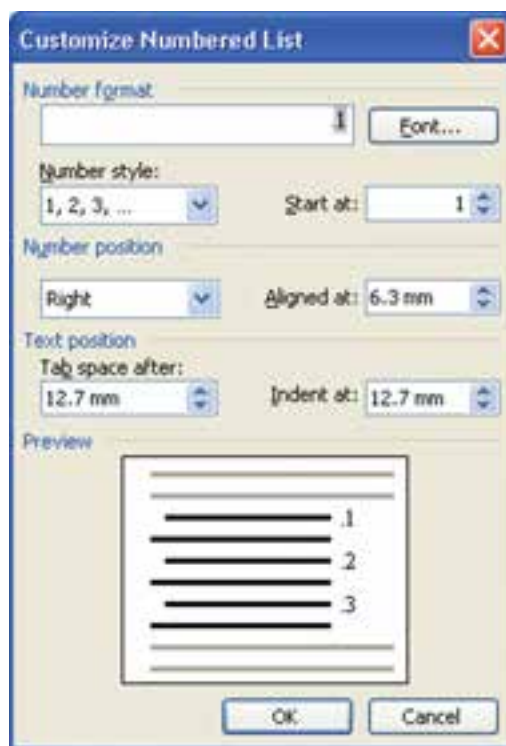 Customize Numbered List
Number format
1 Font...
Number style:
1, 2, 3, ... Start at: 1
Number position
Right Aligned at: 6.3 mm
Text position
Tab space after:
12.7 mm Indent at: 12.7 mm
Preview
.1
.2
.3
OK Cancel